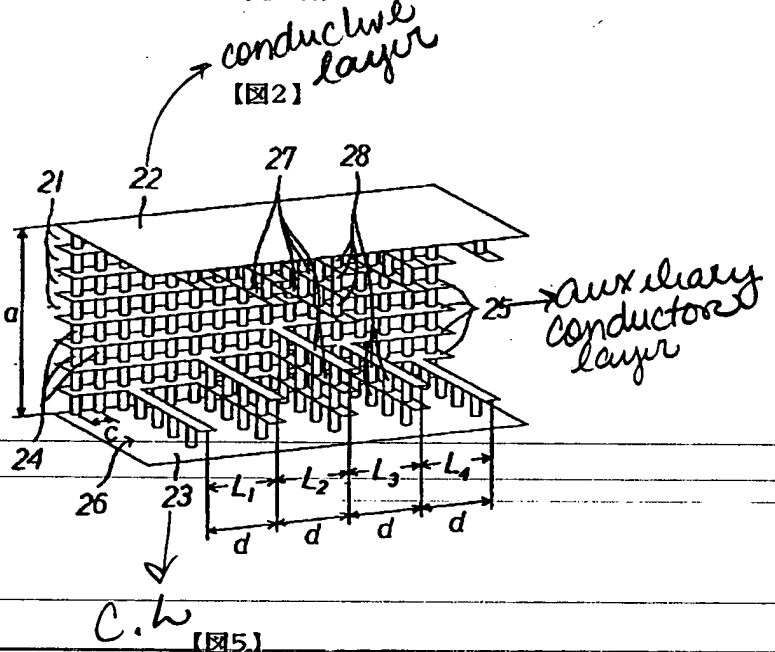 conductive
layer
【図2】
27 28
21 22
a
25 auxiliary
conductor
layer
24 c
26 23 L1 L2 L3 L4
d d d d
C.L
【図5】